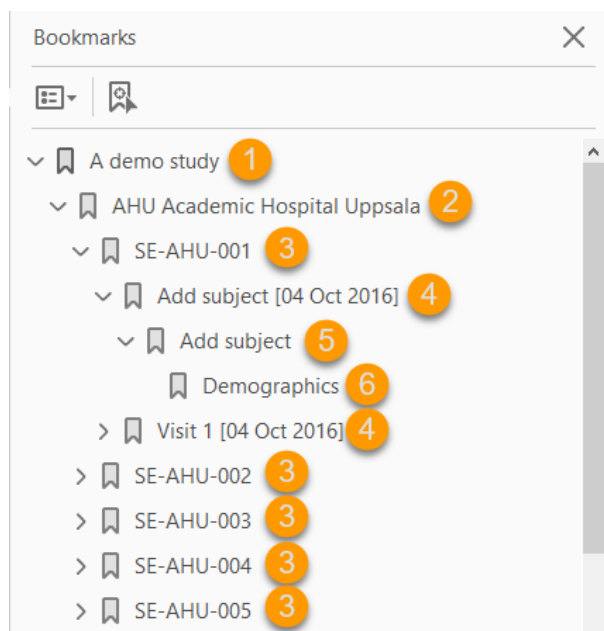 Bookmarks
A demo study 1
AHU Academic Hospital Uppsala 2
SE-AHU-001 3
Add subject [04 Oct 2016] 4
Add subject 5
Demographics 6
Visit 1 [04 Oct 2016] 4
SE-AHU-002 3
SE-AHU-003 3
SE-AHU-004 3
SE-AHU-005 3